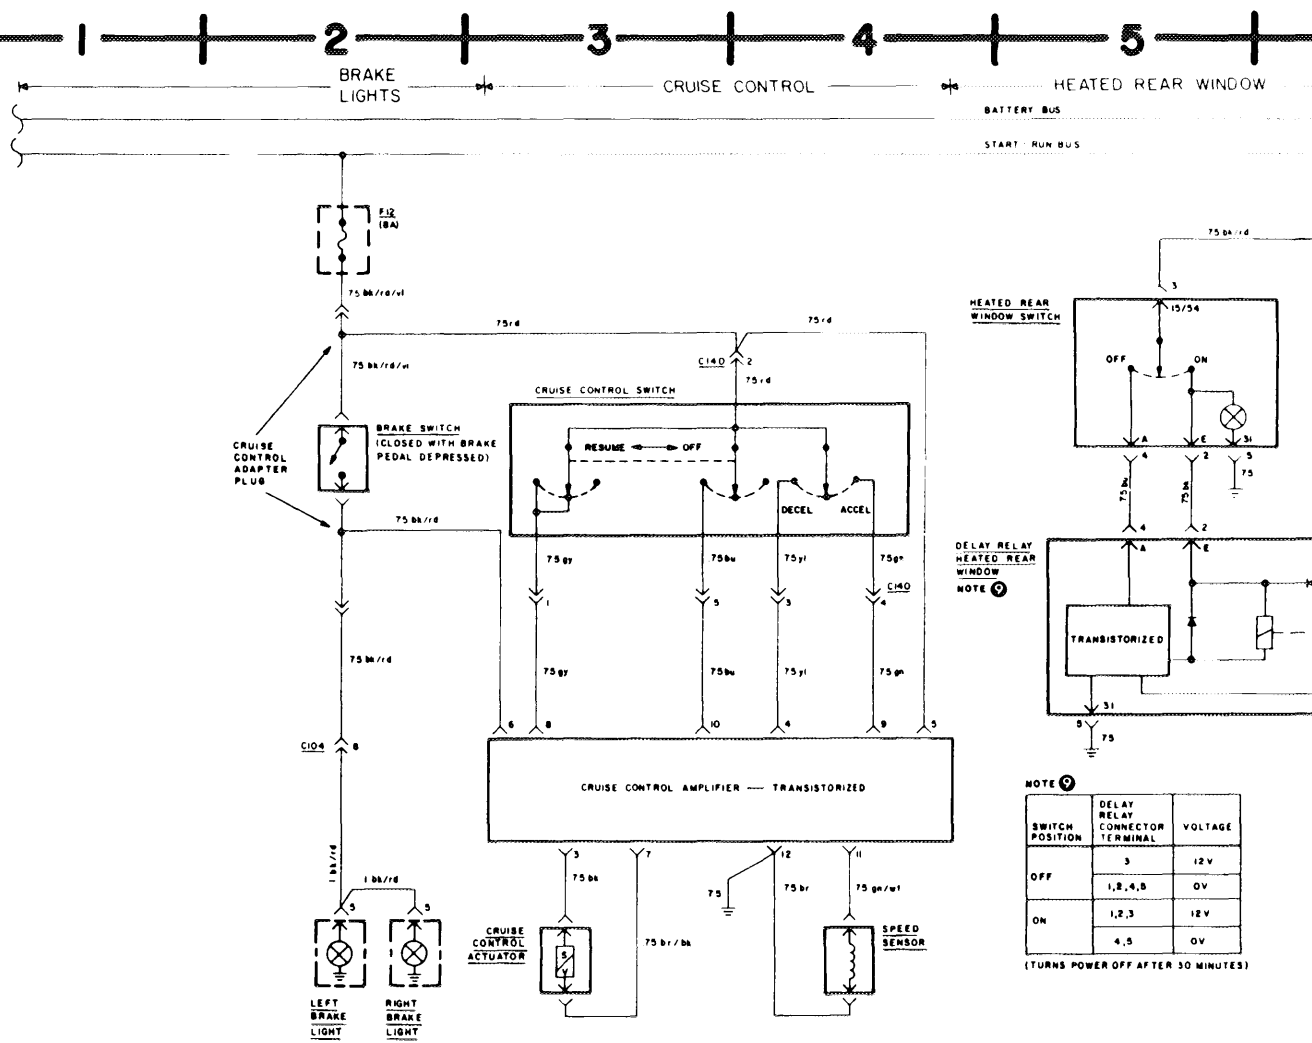 1 2 3 4 5
BRAKE
LIGHTS
CRUISE CONTROL
HEATED REAR WINDOW
BATTERY BUS
START · RUN BUS
F12
(8A)
75 bk/rd/vl
75 rd
75 rd
75 bk/rd/vi
C140 2
75 rd
CRUISE CONTROL SWITCH
BRAKE SWITCH
(CLOSED WITH BRAKE
PEDAL DEPRESSED)
RESUME OFF
CRUISE
CONTROL
ADAPTER
PLUG
DECEL ACCEL
75 bk/rd
75 gy
75 bu
75 yl
75 gn
C140
1 5 3 4
75 bk/rd
75 gy
75 bu
75 yl
75 gn
6 8 10 4 9 5
C104 8
CRUISE CONTROL AMPLIFIER — TRANSISTORIZED
3 7 12 11
75 bk
75
75 br
75 gn/wt
1 bk/rd
1 bk/rd
5 5
CRUISE
CONTROL
ACTUATOR
75 br/bk
S
V
SPEED
SENSOR
LEFT
BRAKE
LIGHT
RIGHT
BRAKE
LIGHT
75 bk/rd
3
HEATED REAR
WINDOW SWITCH
15/54
OFF ON
A E 31
4 2 5
75 bu
75 bk
75
4 2
DELAY RELAY
HEATED REAR
WINDOW
NOTE 9
A E
TRANSISTORIZED
31
5
75
NOTE 9
SWITCH
POSITION
DELAY
RELAY
CONNECTOR
TERMINAL
VOLTAGE
OFF
3 12 V
1,2,4,5 0V
ON
1,2,3 12 V
4,5 0V
(TURNS POWER OFF AFTER 30 MINUTES)